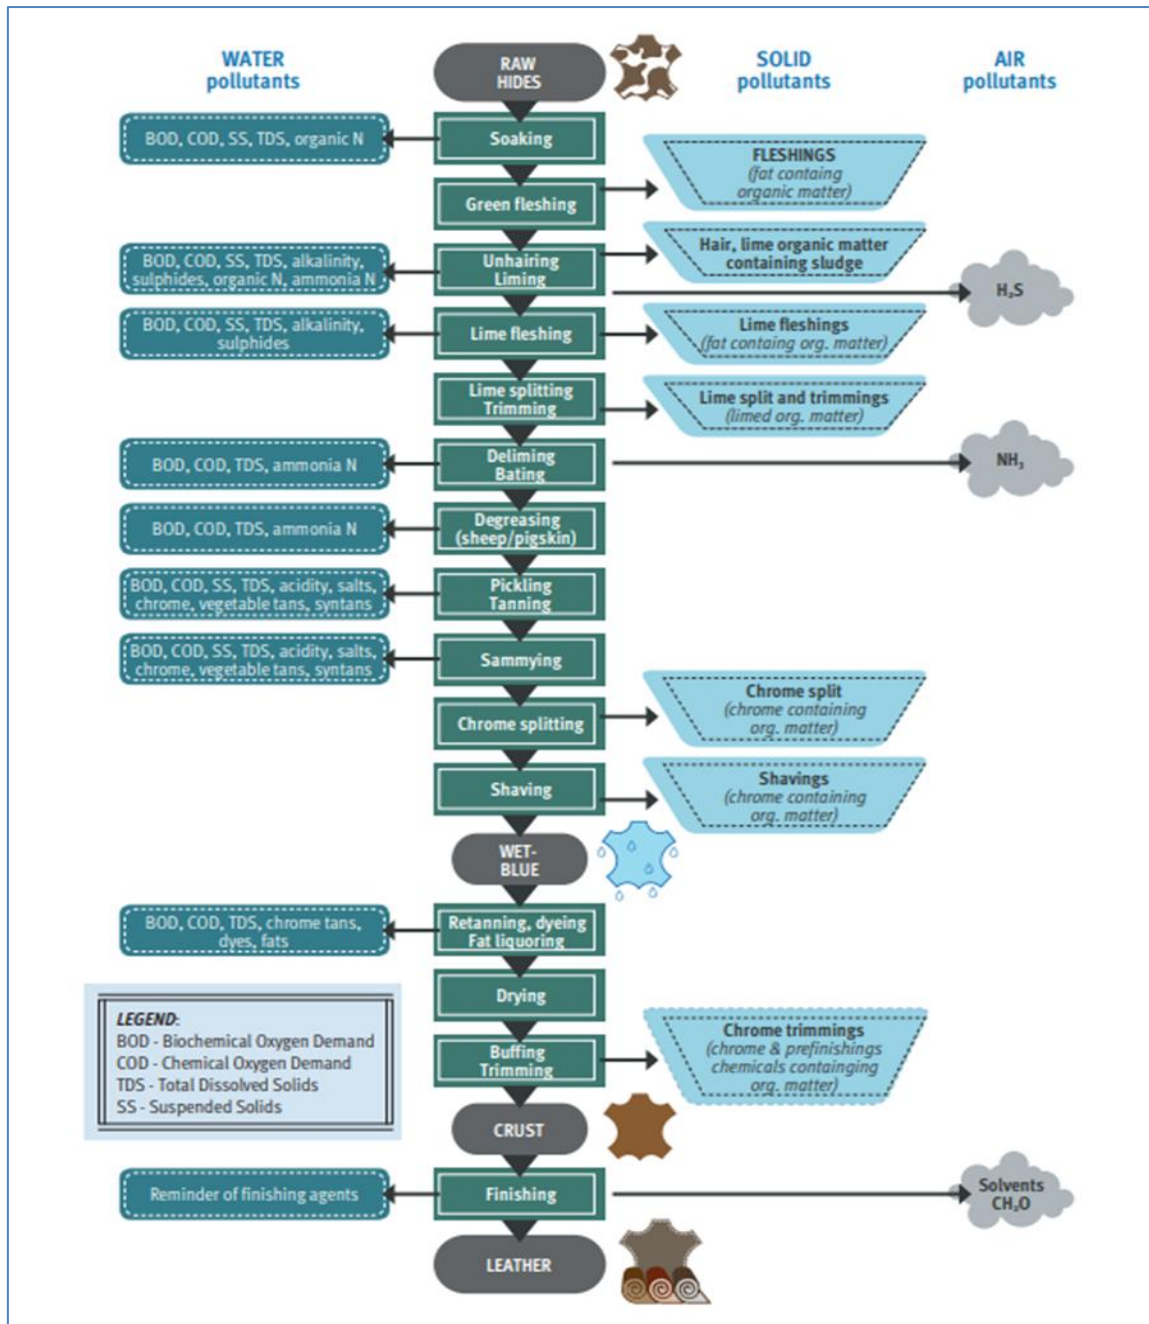 WATER
pollutants
RAW
HIDES
SOLID
pollutants
AIR
pollutants
BOD, COD, SS, TDS, organic N
Soaking
FLESHINGS
(fat containg
organic matter)
Green fleshing
BOD, COD, SS, TDS, alkalinity,
sulphides, organic N, ammonia N
Unhairing
Liming
Hair, lime organic matter
containing sludge
H₂S
BOD, COD, SS, TDS, alkalinity,
sulphides
Lime fleshing
Lime fleshings
(fat containg org. matter)
Lime splitting
Trimming
Lime split and trimmings
(limed org. matter)
BOD, COD, TDS, ammonia N
Deliming
Bating
NH₃
BOD, COD, TDS, ammonia N
Degreasing
(sheep/pigskin)
BOD, COD, SS, TDS, acidity, salts,
chrome, vegetable tans, syntans
Pickling
Tanning
BOD, COD, SS, TDS, acidity, salts,
chrome, vegetable tans, syntans
Sammying
Chrome split
(chrome containing
org. matter)
Chrome splitting
Shaving
Shavings
(chrome containing
org. matter)
WET-
BLUE
BOD, COD, TDS, chrome tans,
dyes, fats
Retanning, dyeing
Fat liquoring
Drying
LEGEND:
BOD - Biochemical Oxygen Demand
COD - Chemical Oxygen Demand
TDS - Total Dissolved Solids
SS - Suspended Solids
Buffing
Trimming
Chrome trimmings
(chrome & prefinishings
chemicals containging
org. matter)
CRUST
Reminder of finishing agents
Finishing
Solvents
CH₂O
LEATHER